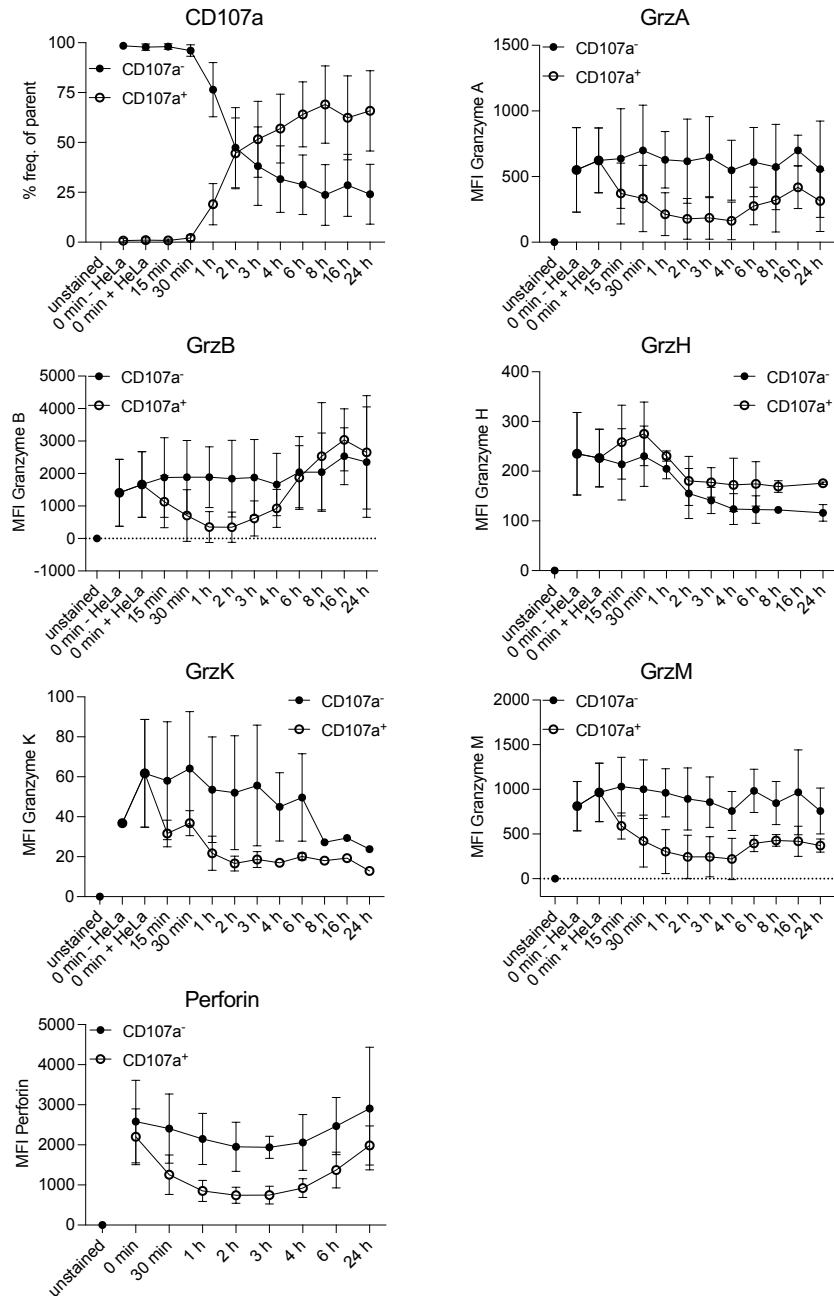 CD107a
% freq. of parent
100
75
50
25
0
CD107a⁻
CD107a⁺
unstained
0 min - HeLa
0 min + HeLa
15 min
30 min
1 h
2 h
3 h
4 h
6 h
8 h
16 h
24 h
GrzA
MFI Granzyme A
1500
1000
500
0
CD107a⁻
CD107a⁺
unstained
0 min - HeLa
0 min + HeLa
15 min
30 min
1 h
2 h
3 h
4 h
6 h
8 h
16 h
24 h
GrzB
MFI Granzyme B
5000
4000
3000
2000
1000
0
-1000
CD107a⁻
CD107a⁺
unstained
0 min - HeLa
0 min + HeLa
15 min
30 min
1 h
2 h
3 h
4 h
6 h
8 h
16 h
24 h
GrzH
MFI Granzyme H
400
300
200
100
0
CD107a⁻
CD107a⁺
unstained
0 min - HeLa
0 min + HeLa
15 min
30 min
1 h
2 h
3 h
4 h
6 h
8 h
16 h
24 h
GrzK
MFI Granzyme K
100
80
60
40
20
0
CD107a⁻
CD107a⁺
unstained
0 min - HeLa
0 min + HeLa
15 min
30 min
1 h
2 h
3 h
4 h
6 h
8 h
16 h
24 h
GrzM
MFI Granzyme M
2000
1500
1000
500
0
CD107a⁻
CD107a⁺
unstained
0 min - HeLa
0 min + HeLa
15 min
30 min
1 h
2 h
3 h
4 h
6 h
8 h
16 h
24 h
Perforin
MFI Perforin
5000
4000
3000
2000
1000
0
CD107a⁻
CD107a⁺
unstained
0 min
30 min
1 h
2 h
3 h
4 h
6 h
24 h